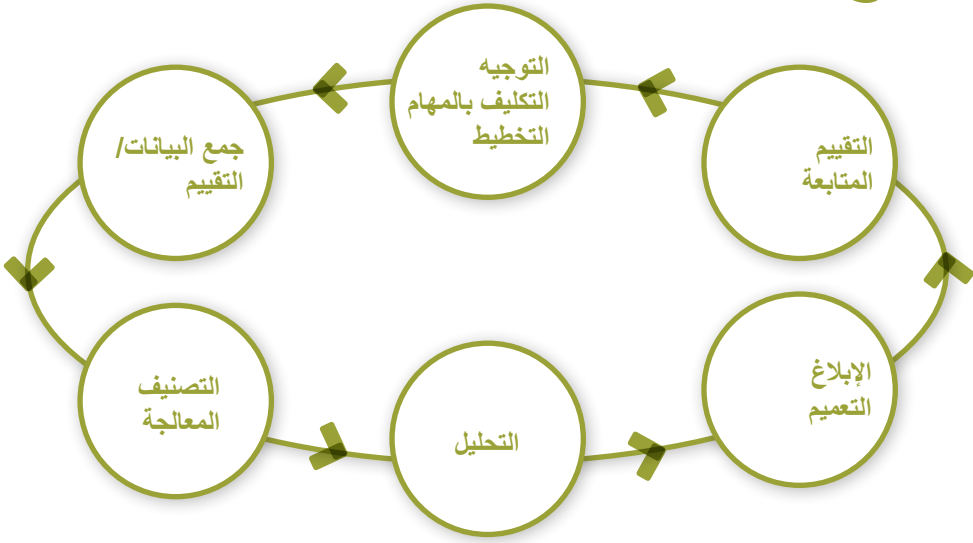 التوجيه
التكليف بالمهام
التخطيط
جمع البيانات/
التقييم
التصنيف
المعالجة
التحليل
الإبلاغ
التعميم
التقييم
المتابعة